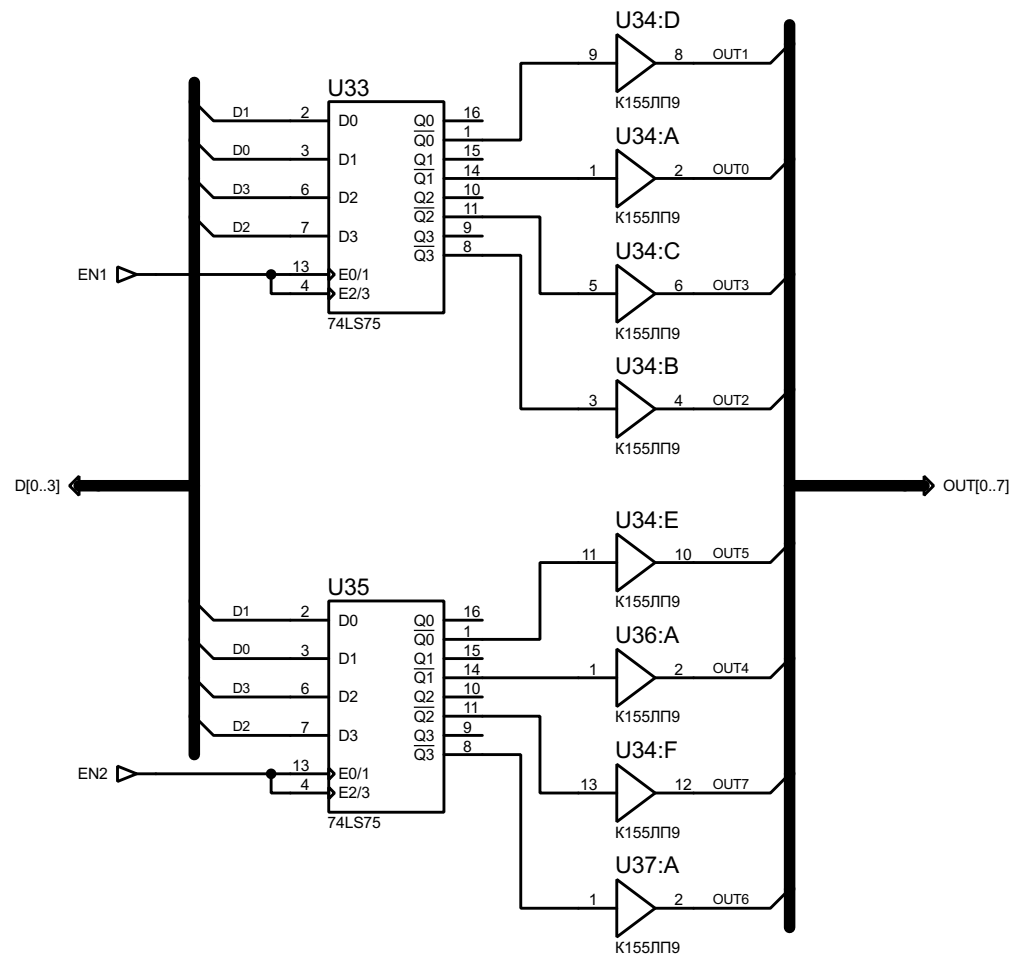 U34:D
9
8
OUT1
К155ЛП9
U33
D1
2
D0
Q0
16
Q0
1
D0
3
D1
Q1
15
Q1
14
D3
6
D2
Q2
10
Q2
11
D2
7
D3
Q3
9
Q3
8
EN1
13
E0/1
4
E2/3
74LS75
U34:A
1
2
OUT0
К155ЛП9
U34:C
5
6
OUT3
К155ЛП9
U34:B
3
4
OUT2
К155ЛП9
D[0..3]
OUT[0..7]
U34:E
11
10
OUT5
К155ЛП9
U35
D1
2
D0
Q0
16
Q0
1
D0
3
D1
Q1
15
Q1
14
D3
6
D2
Q2
10
Q2
11
D2
7
D3
Q3
9
Q3
8
EN2
13
E0/1
4
E2/3
74LS75
U36:A
1
2
OUT4
К155ЛП9
U34:F
13
12
OUT7
К155ЛП9
U37:A
1
2
OUT6
К155ЛП9